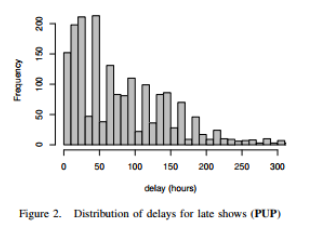 Frequency
200
150
100
50
0
0 50 100 150 200 250 300
delay (hours)
Figure 2. Distribution of delays for late shows (PUP)